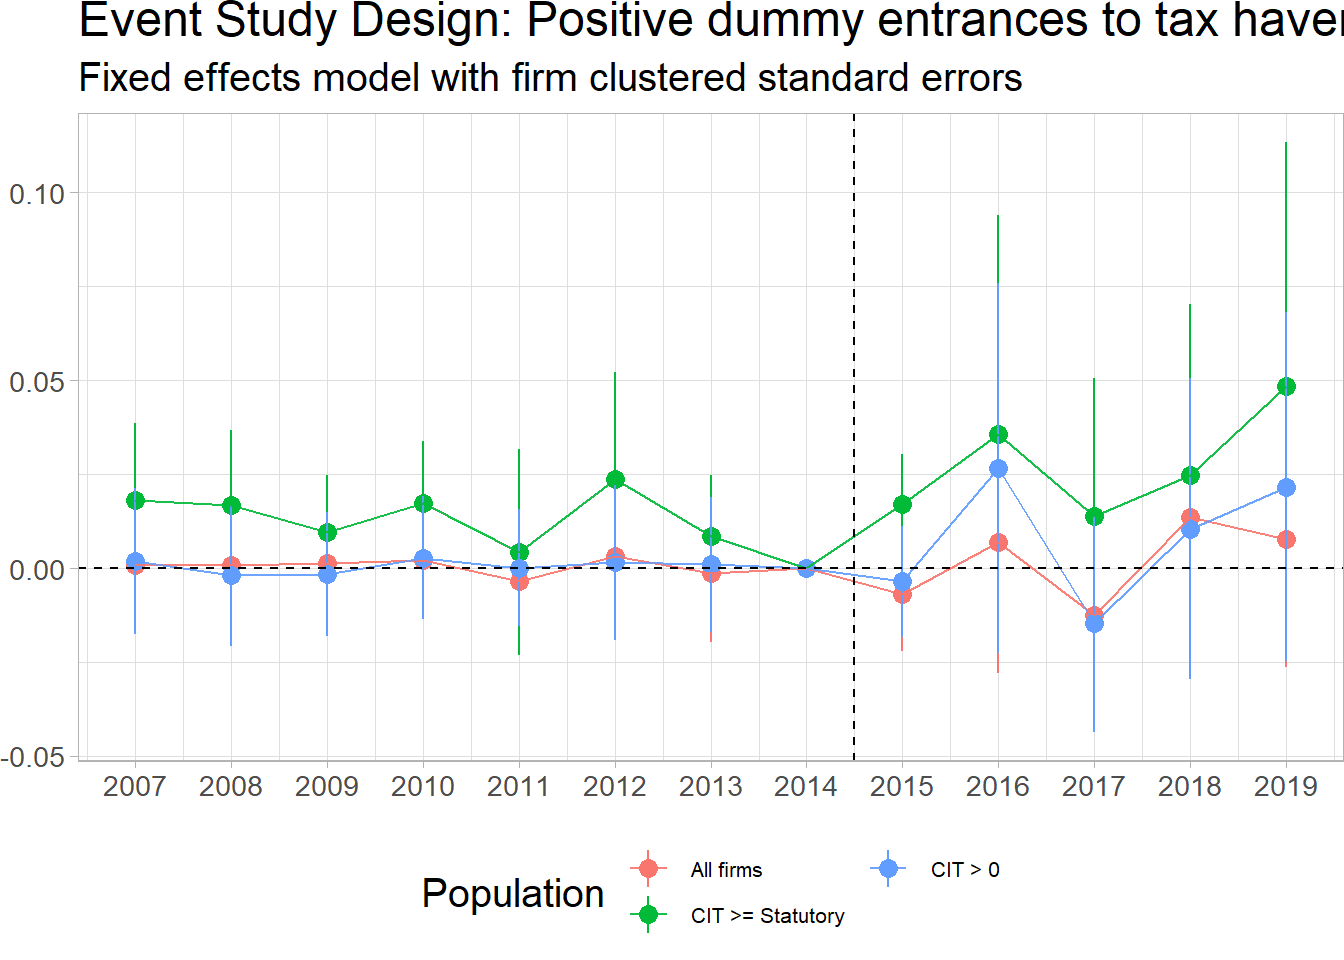 Event Study Design: Positive dummy entrances to tax haven
Fixed effects model with firm clustered standard errors
0.10
0.05
0.00
-0.05
2007 2008 2009 2010 2011 2012 2013 2014 2015 2016 2017 2018 2019
Population
All firms
CIT >= Statutory
CIT > 0